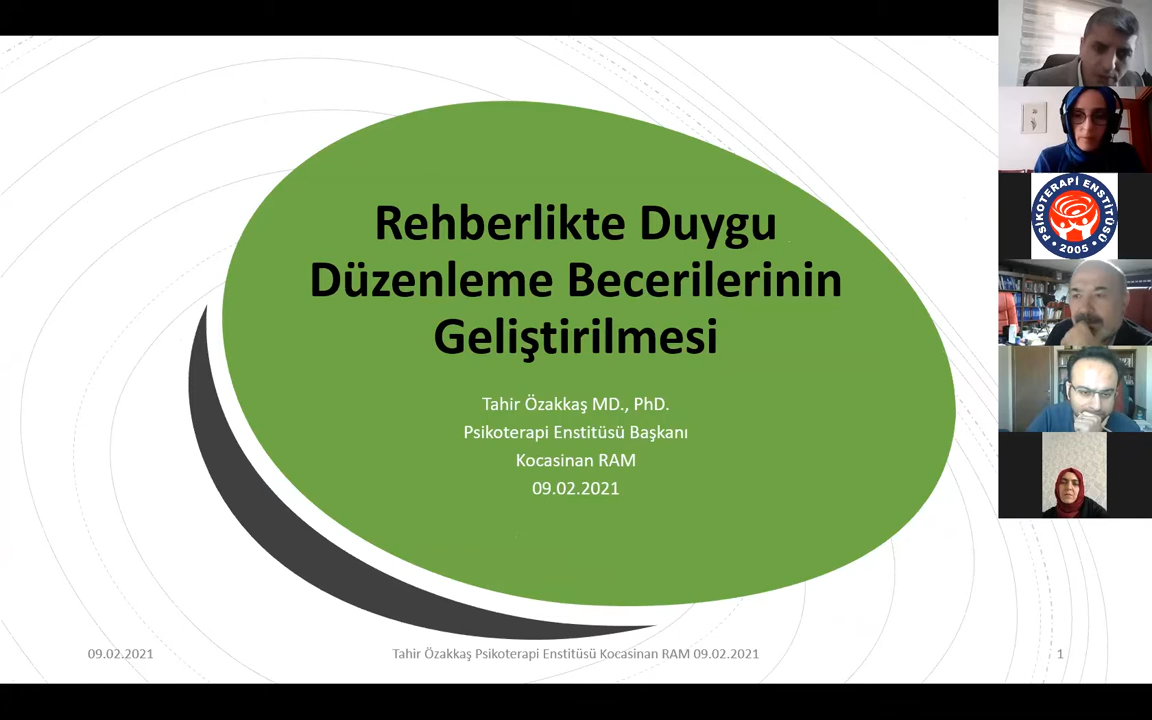 Rehberlikte Duygu
Düzenleme Becerilerinin
Geliştirilmesi
Tahir Özakkaş MD., PhD.
Psikoterapi Enstitüsü Başkanı
Kocasinan RAM
09.02.2021
09.02.2021
Tahir Özakkaş Psikoterapi Enstitüsü Kocasinan RAM 09.02.2021
1
PSİKOTERAPİ ENSTİTÜSÜ
• 2005 •